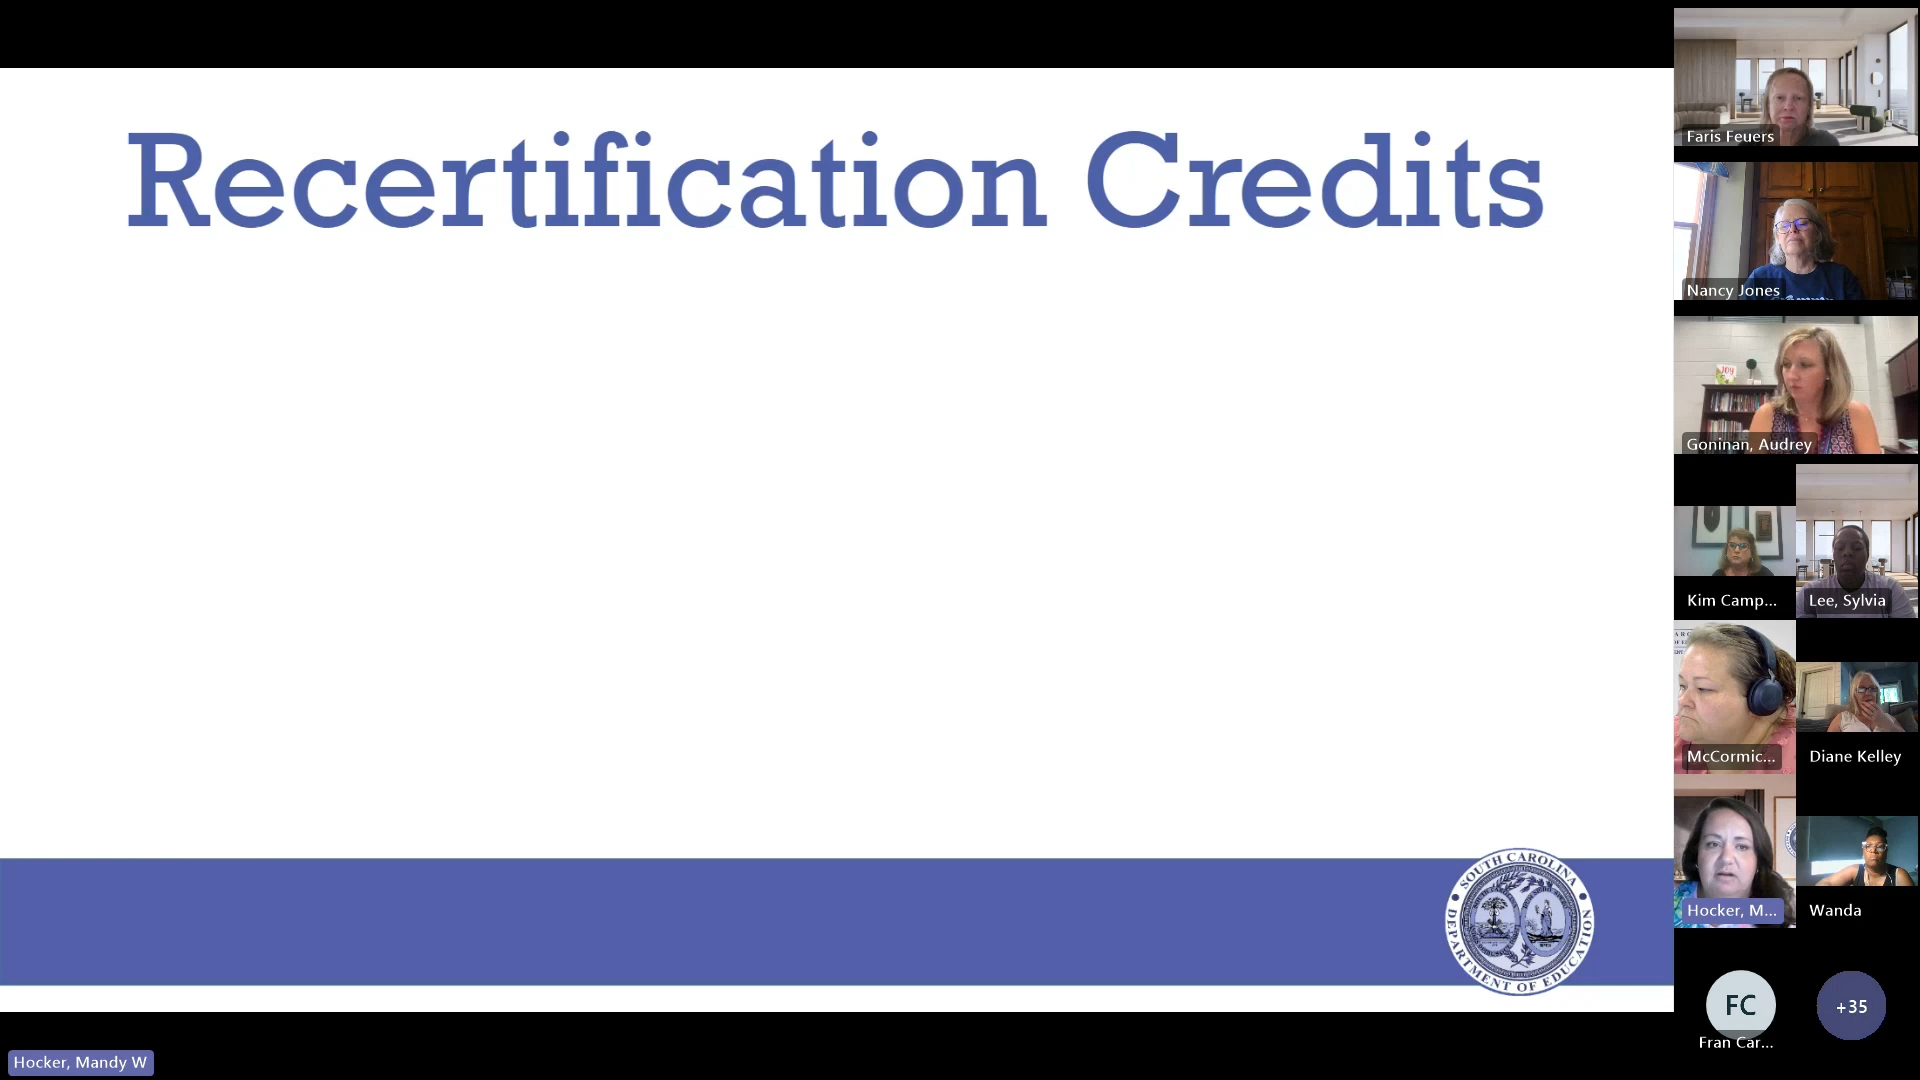 Recertification Credits
SOUTH CAROLINA
DEPARTMENT OF EDUCATION
Hocker, Mandy W
Faris Feuers
Nancy Jones
JOY
Goninan, Audrey
Kim Camp...
Lee, Sylvia
McCormic...
Diane Kelley
Hocker, M...
Wanda
FC
Fran Car...
+35